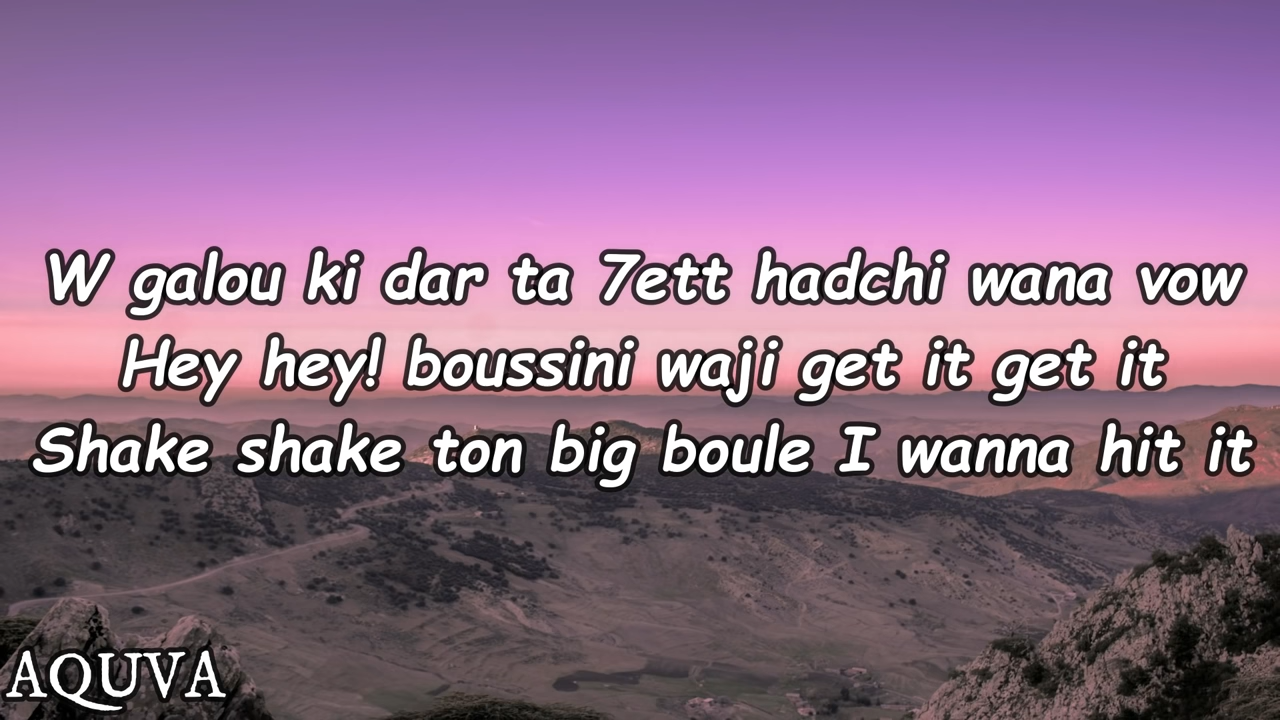 W galou ki dar ta 7ett hadchi wana vow
Hey hey! boussini waji get it get it
Shake shake ton big boule I wanna hit it
AQUVA